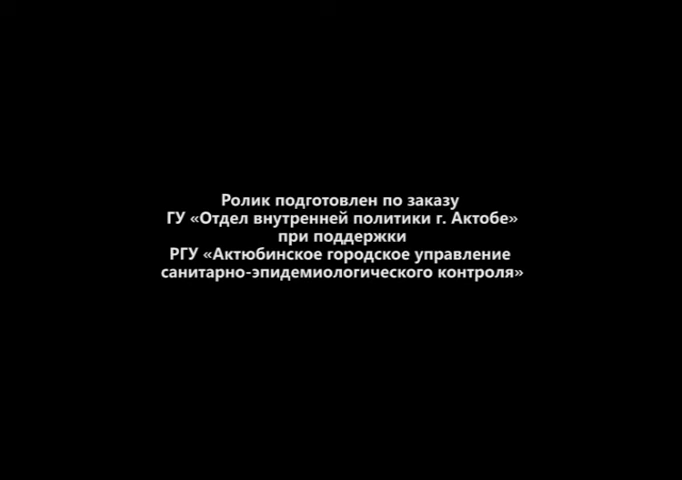 Ролик подготовлен по заказу
ГУ «Отдел внутренней политики г. Актобе»
при поддержки
РГУ «Актюбинское городское управление
санитарно-эпидемиологического контроля»